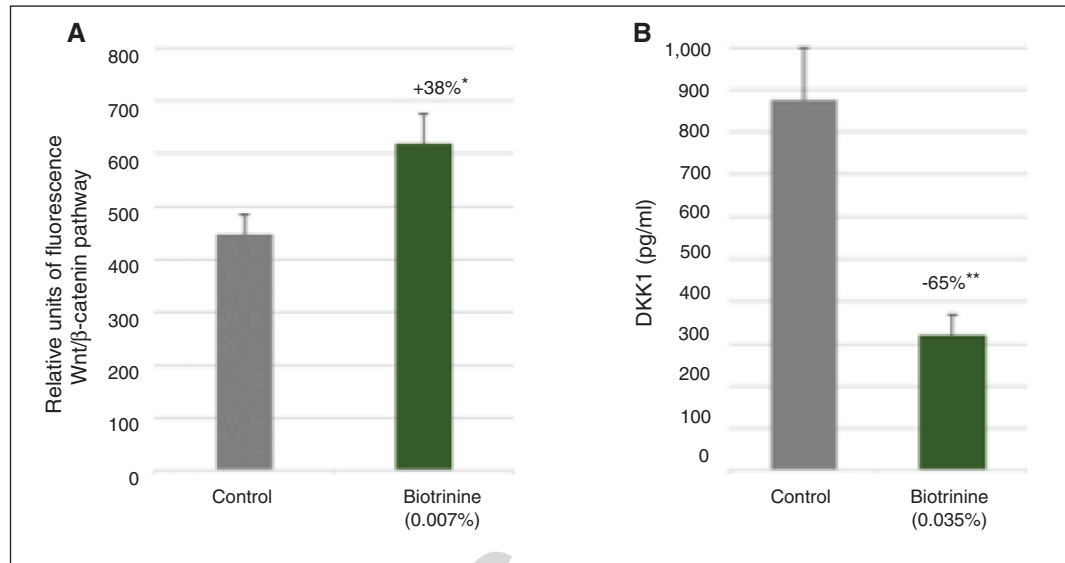 A
Relative units of fluorescence
Wnt/β-catenin pathway
800
700
600
500
400
300
200
100
0
+38%*
Control
Biotrinine
(0.007%)
B
DKK1 (pg/ml)
1,000
900
800
700
600
500
400
300
200
100
0
-65%**
Control
Biotrinine
(0.035%)